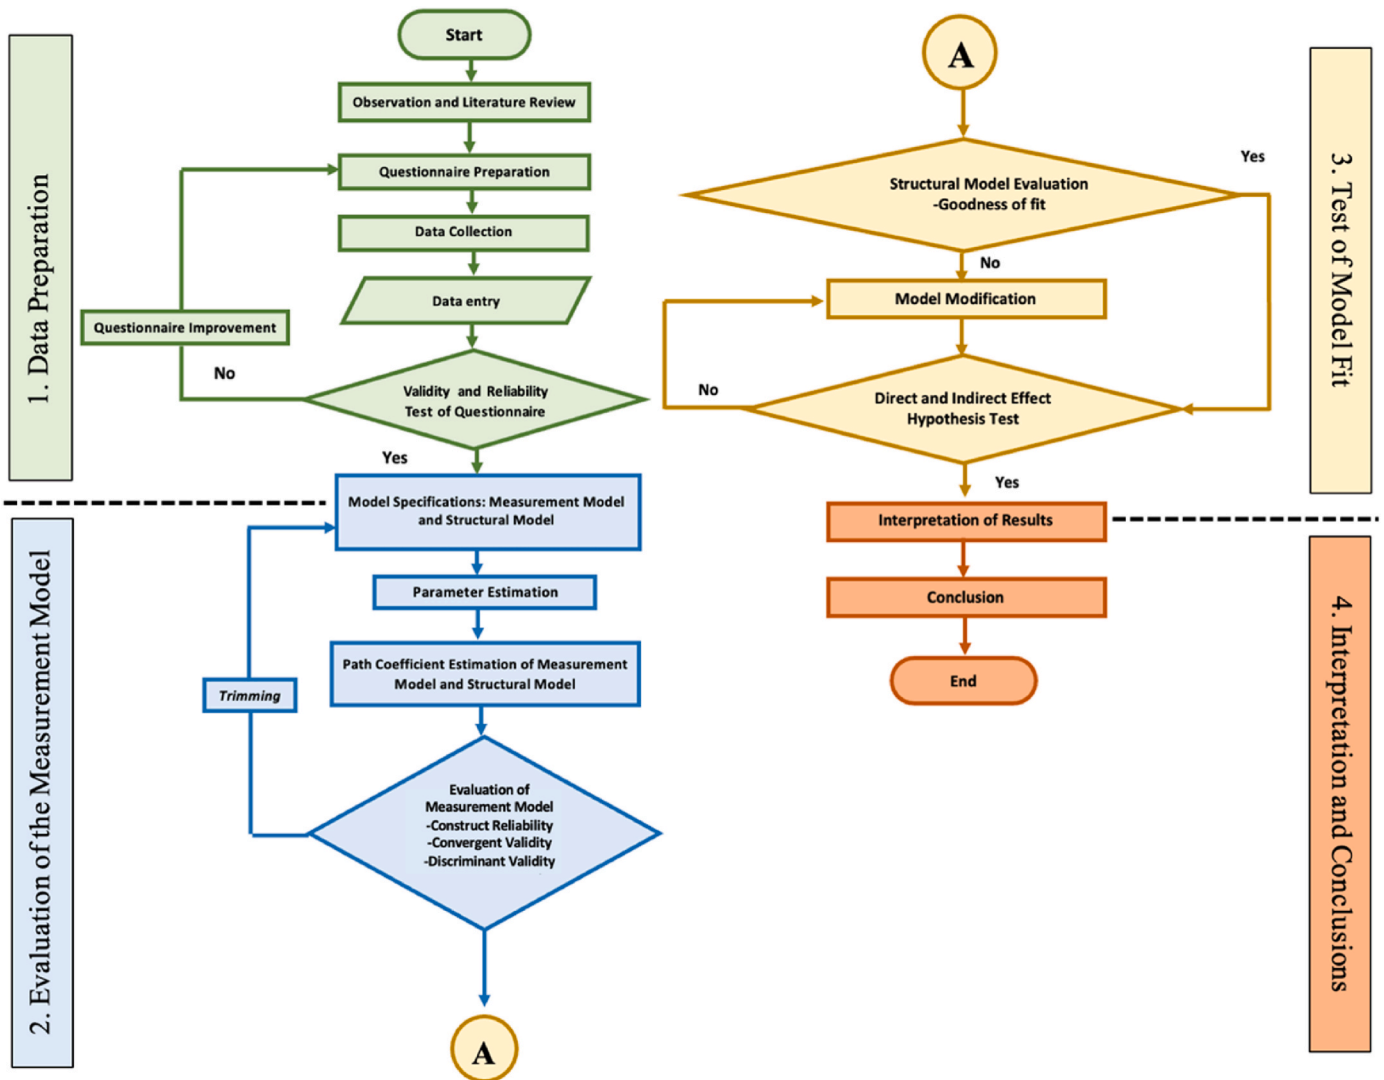 1. Data Preparation
Start
Observation and Literature Review
Questionnaire Preparation
Data Collection
Data entry
Questionnaire Improvement
No
Validity and Reliability
Test of Questionnaire
Yes
2. Evaluation of the Measurement Model
Model Specifications: Measurement Model
and Structural Model
Parameter Estimation
Path Coefficient Estimation of Measurement
Model and Structural Model
Trimming
Evaluation of
Measurement Model
-Construct Reliability
-Convergent Validity
-Discriminant Validity
A
A
3. Test of Model Fit
Yes
Structural Model Evaluation
-Goodness of fit
No
Model Modification
No
Direct and Indirect Effect
Hypothesis Test
Yes
4. Interpretation and Conclusions
Interpretation of Results
Conclusion
End